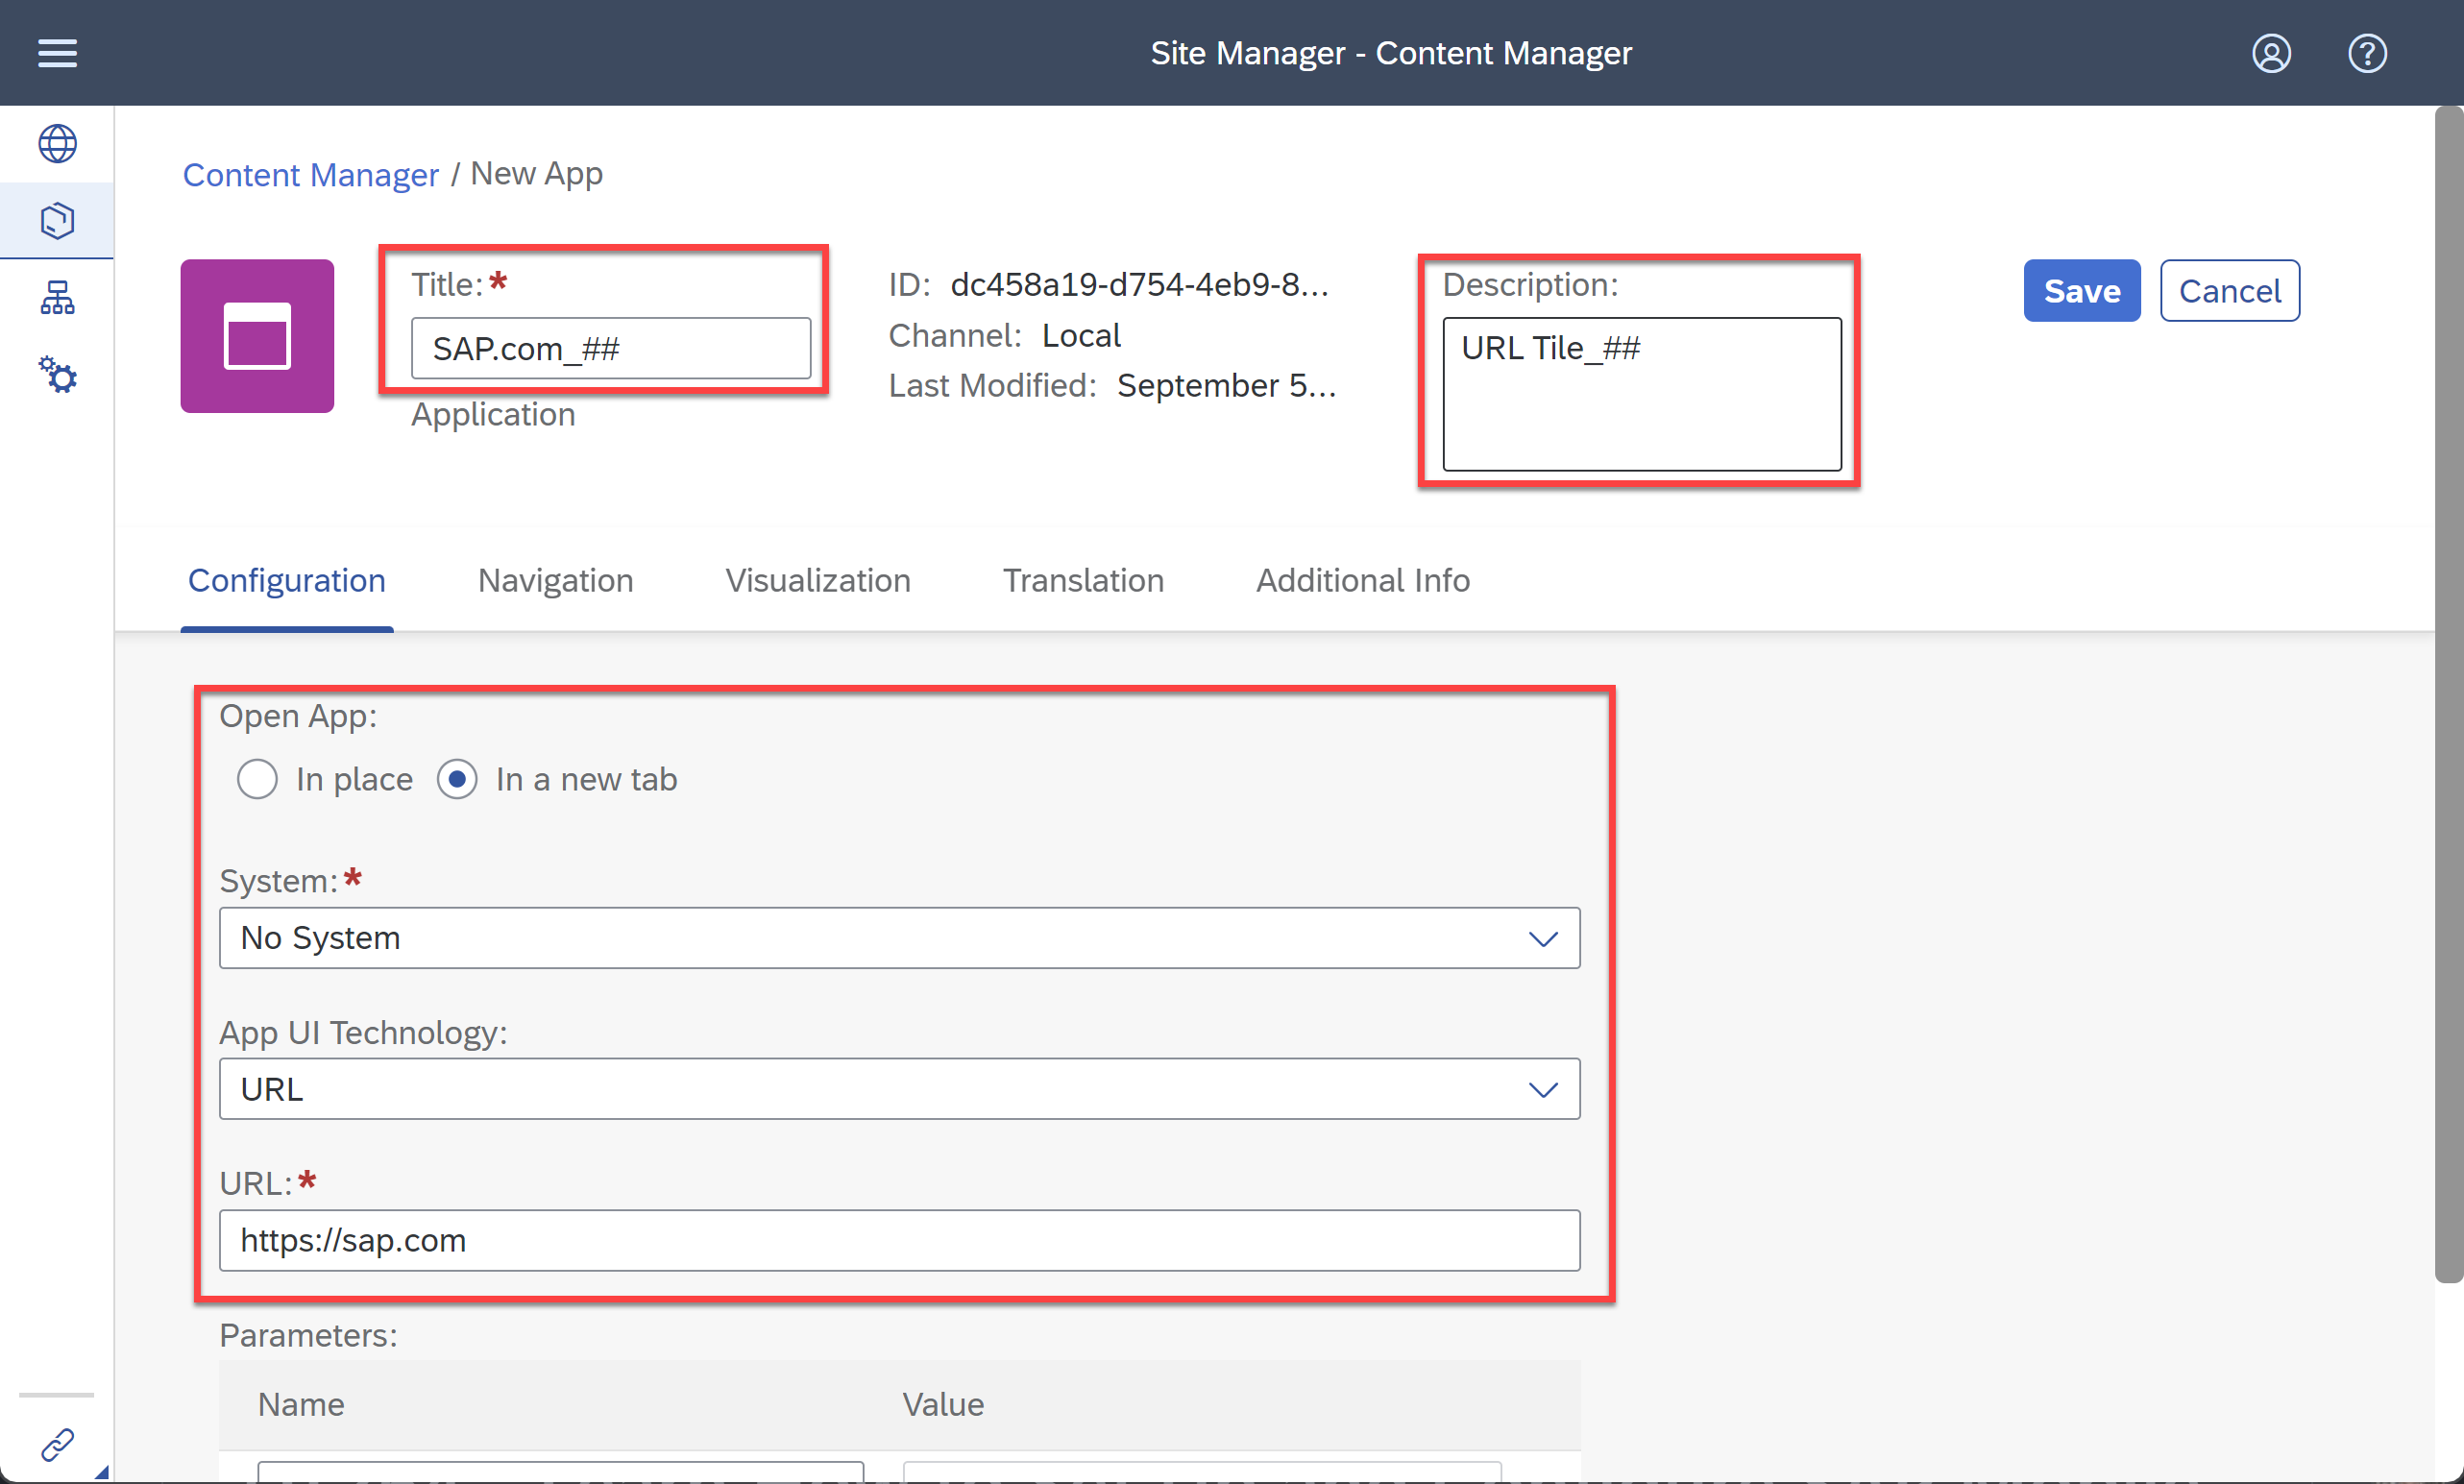 Site Manager - Content Manager
Content Manager / New App
Title:*
SAP.com_##
Application
ID: dc458a19-d754-4eb9-8...
Channel: Local
Last Modified: September 5...
Description:
URL Tile_##
Save
Cancel
Configuration
Navigation
Visualization
Translation
Additional Info
Open App:
In place
In a new tab
System:*
No System
App UI Technology:
URL
URL:*
https://sap.com
Parameters:
Name
Value